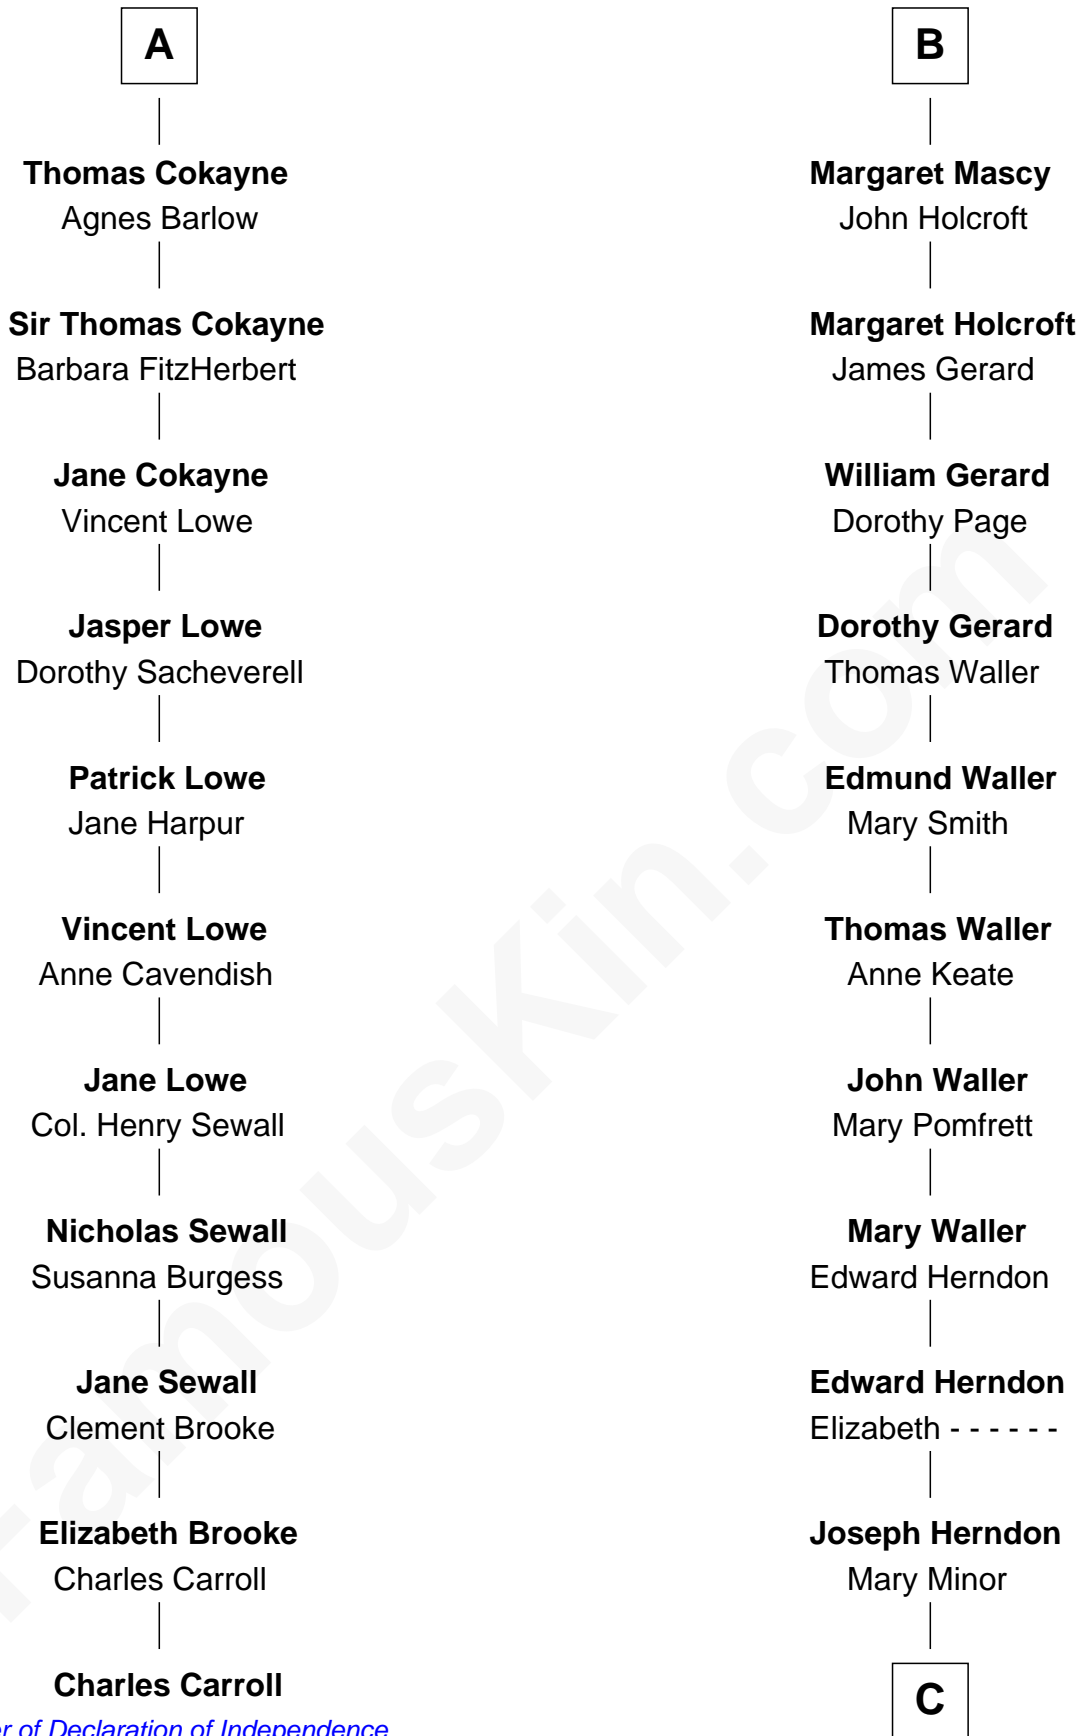 A
Thomas Cokayne
Agnes Barlow
Sir Thomas Cokayne
Barbara FitzHerbert
Jane Cokayne
Vincent Lowe
Jasper Lowe
Dorothy Sacheverell
Patrick Lowe
Jane Harpur
Vincent Lowe
Anne Cavendish
Jane Lowe
Col. Henry Sewall
Nicholas Sewall
Susanna Burgess
Jane Sewall
Clement Brooke
Elizabeth Brooke
Charles Carroll
Charles Carroll
of Declaration of Independence
B
Margaret Mascy
John Holcroft
Margaret Holcroft
James Gerard
William Gerard
Dorothy Page
Dorothy Gerard
Thomas Waller
Edmund Waller
Mary Smith
Thomas Waller
Anne Keate
John Waller
Mary Pomfrett
Mary Waller
Edward Herndon
Edward Herndon
Elizabeth - - - - - -
Joseph Herndon
Mary Minor
C
FamousKin.com